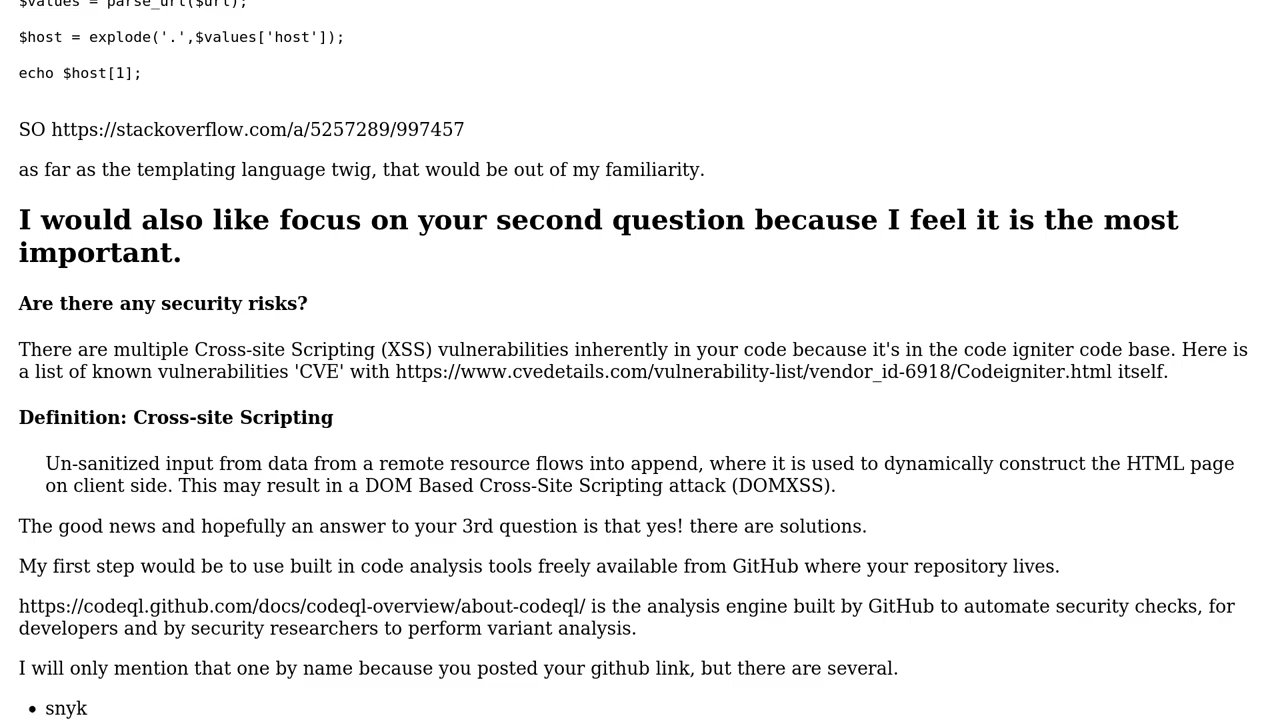 $values = parse_url($url);
$host = explode('.',$values['host']);
echo $host[1];
SO https://stackoverflow.com/a/5257289/997457
as far as the templating language twig, that would be out of my familiarity.
I would also like focus on your second question because I feel it is the most
important.
Are there any security risks?
There are multiple Cross-site Scripting (XSS) vulnerabilities inherently in your code because it's in the code igniter code base. Here is
a list of known vulnerabilities 'CVE' with https://www.cvedetails.com/vulnerability-list/vendor_id-6918/Codeigniter.html itself.
Definition: Cross-site Scripting
Un-sanitized input from data from a remote resource flows into append, where it is used to dynamically construct the HTML page
on client side. This may result in a DOM Based Cross-Site Scripting attack (DOMXSS).
The good news and hopefully an answer to your 3rd question is that yes! there are solutions.
My first step would be to use built in code analysis tools freely available from GitHub where your repository lives.
https://codeql.github.com/docs/codeql-overview/about-codeql/ is the analysis engine built by GitHub to automate security checks, for
developers and by security researchers to perform variant analysis.
I will only mention that one by name because you posted your github link, but there are several.
• snyk